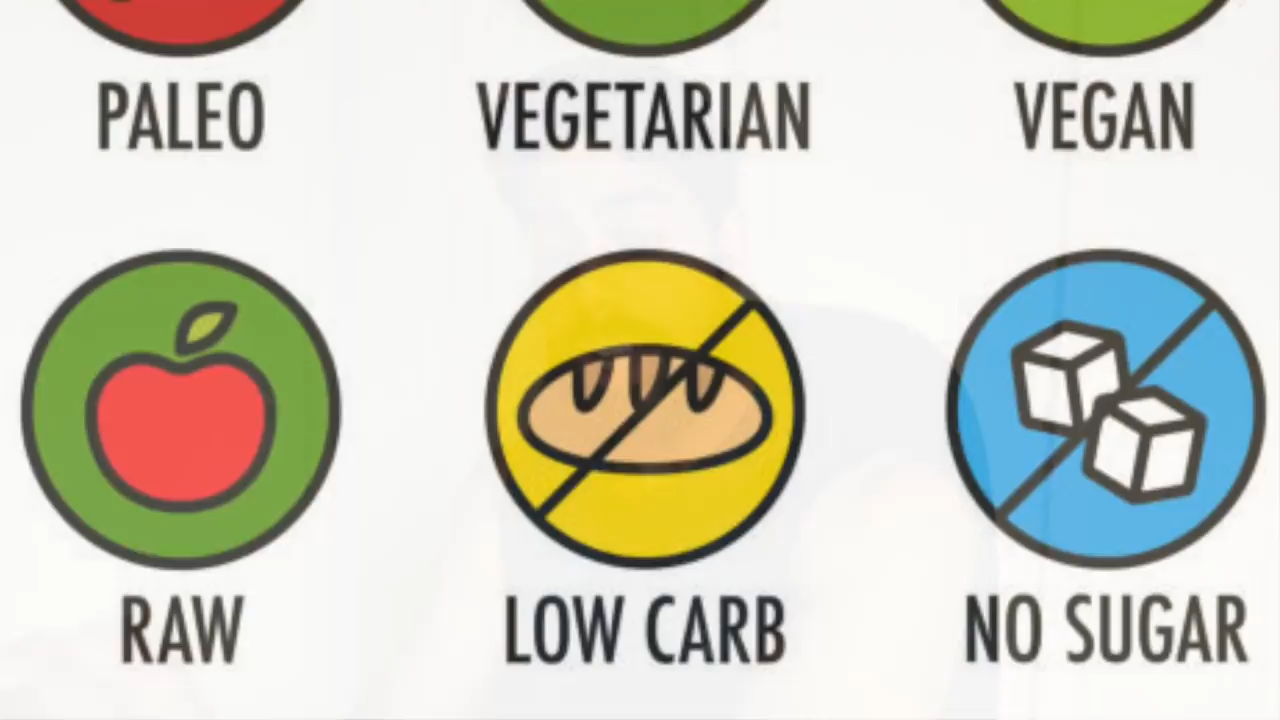 PALEO
VEGETARIAN
VEGAN
RAW
LOW CARB
NO SUGAR